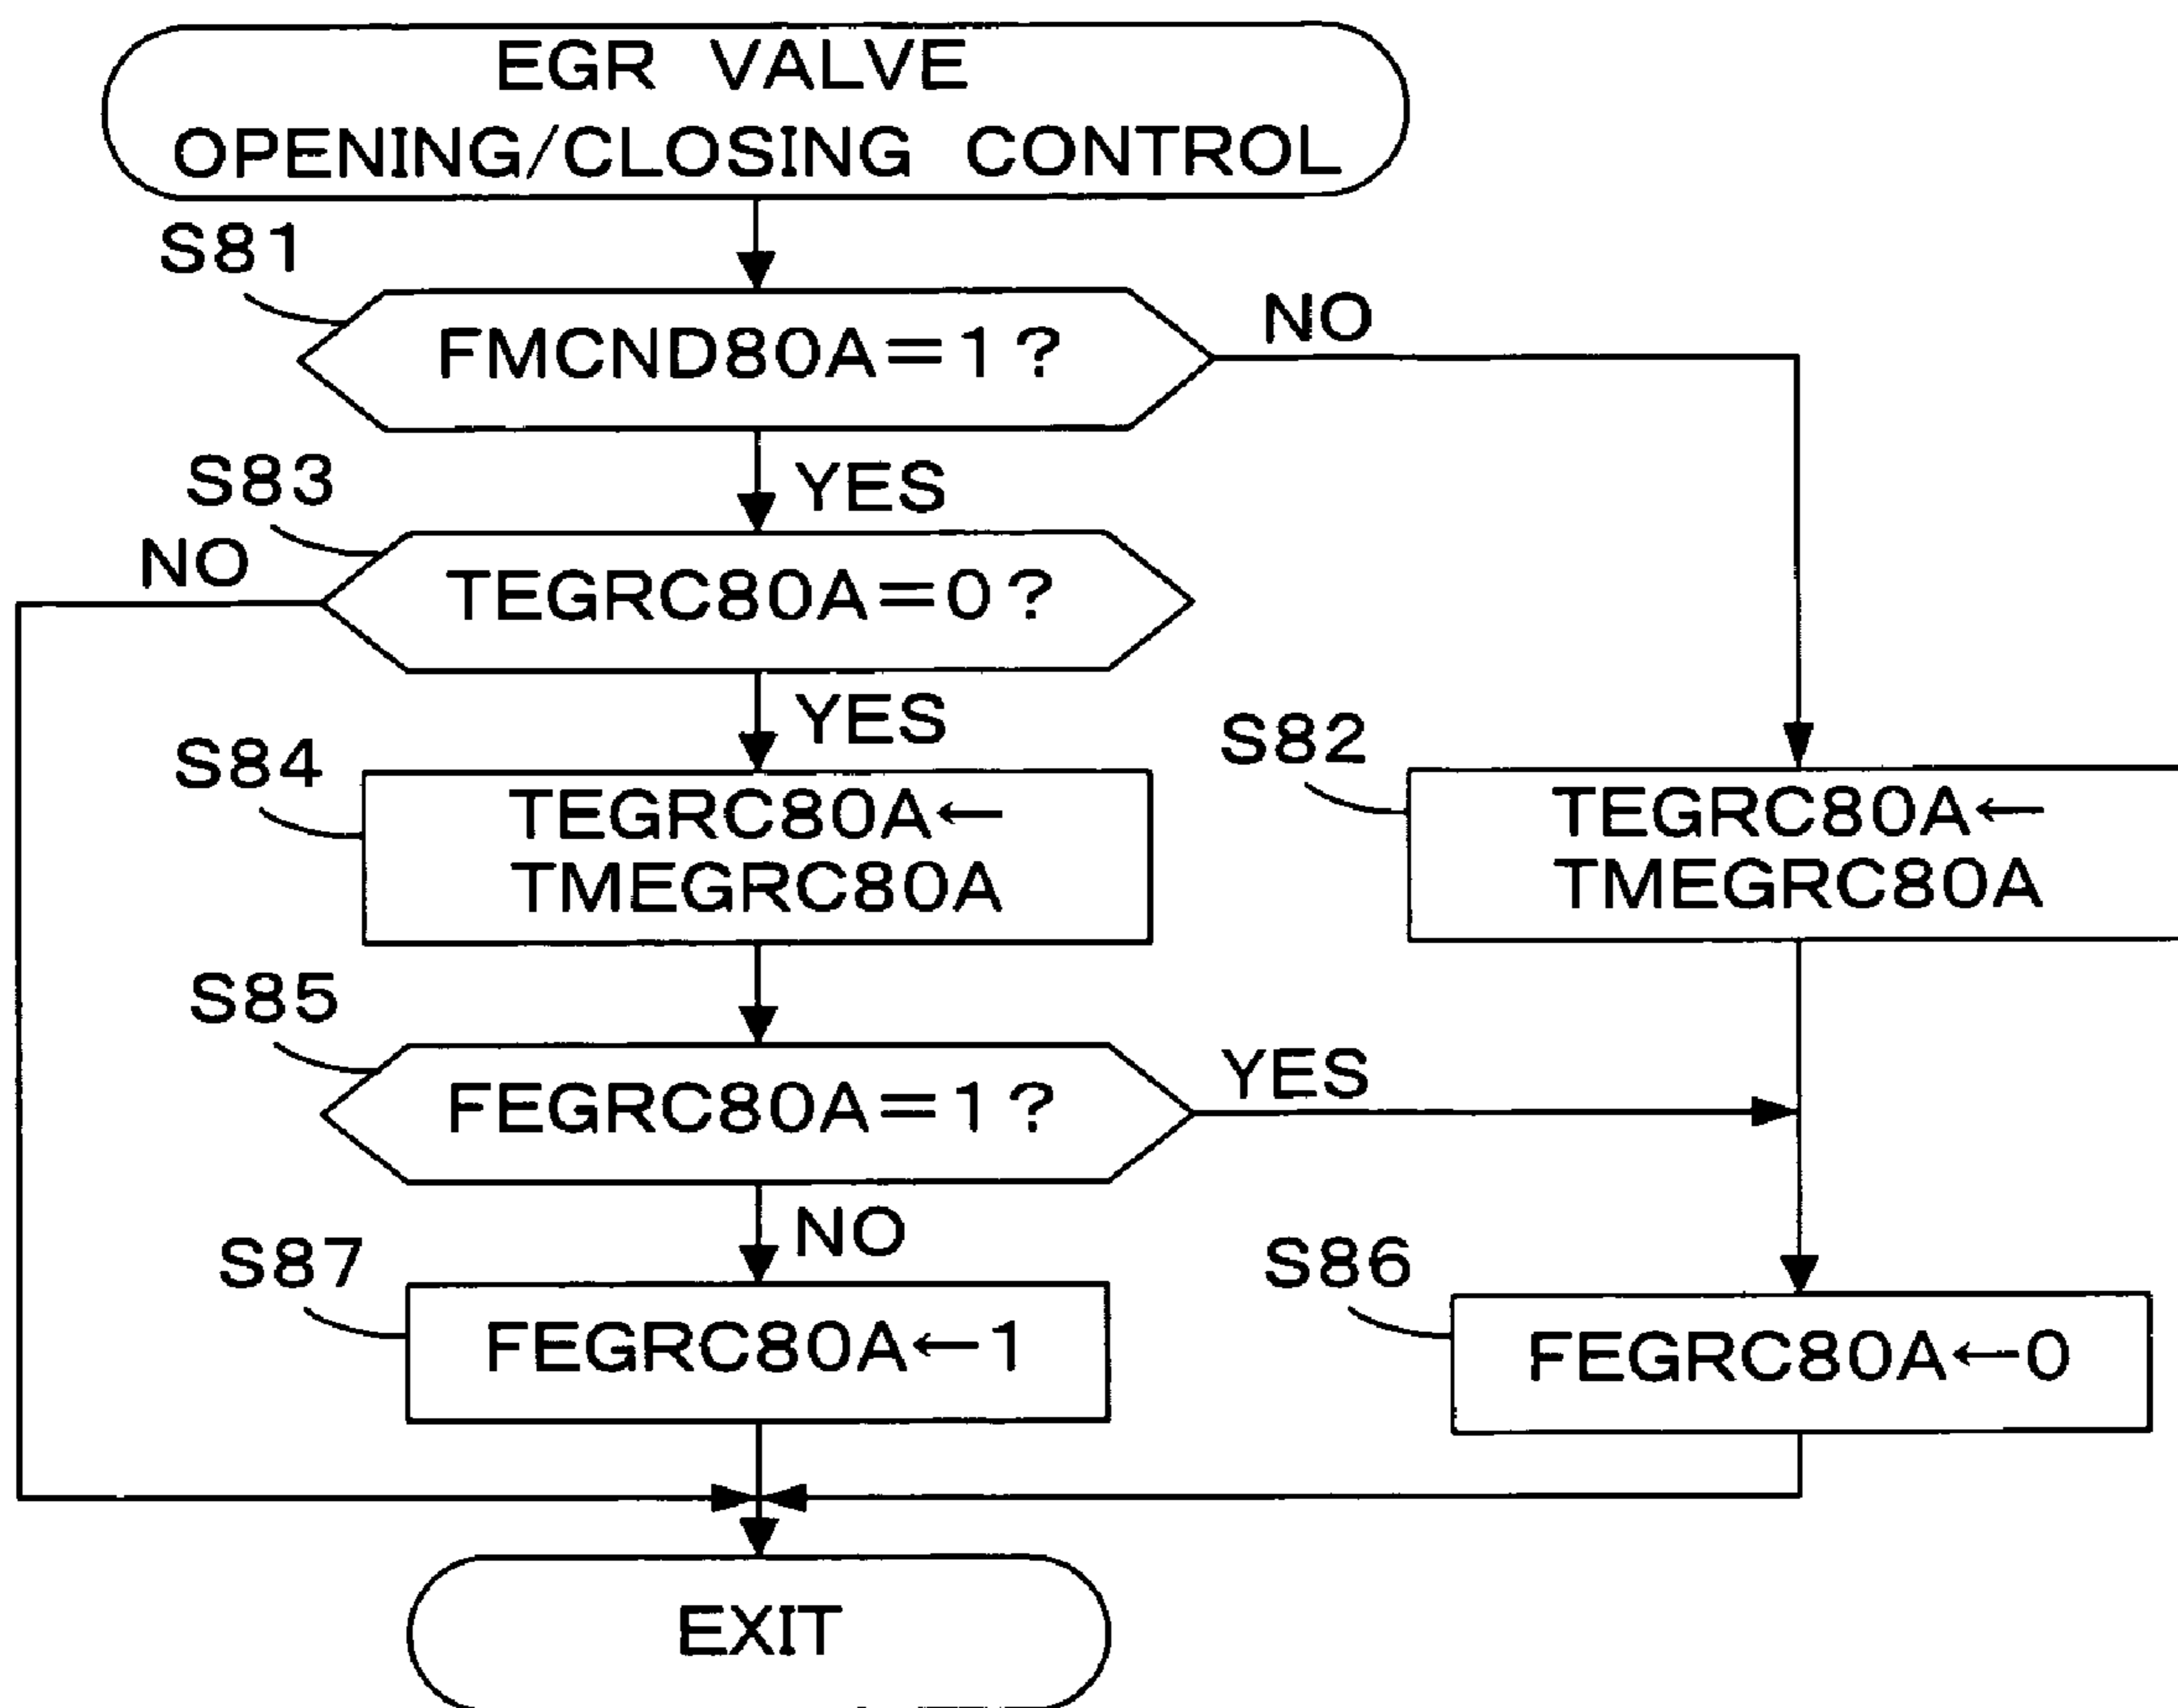 EGR VALVE
OPENING/CLOSING CONTROL
S81
FMCND80A=1?
NO
YES
S83
NO
TEGRC80A=0?
YES
S84
TEGRC80A←
TMEGRC80A
S82
TEGRC80A←
TMEGRC80A
S85
FEGRC80A=1?
YES
NO
S87
FEGRC80A←1
S86
FEGRC80A←0
EXIT